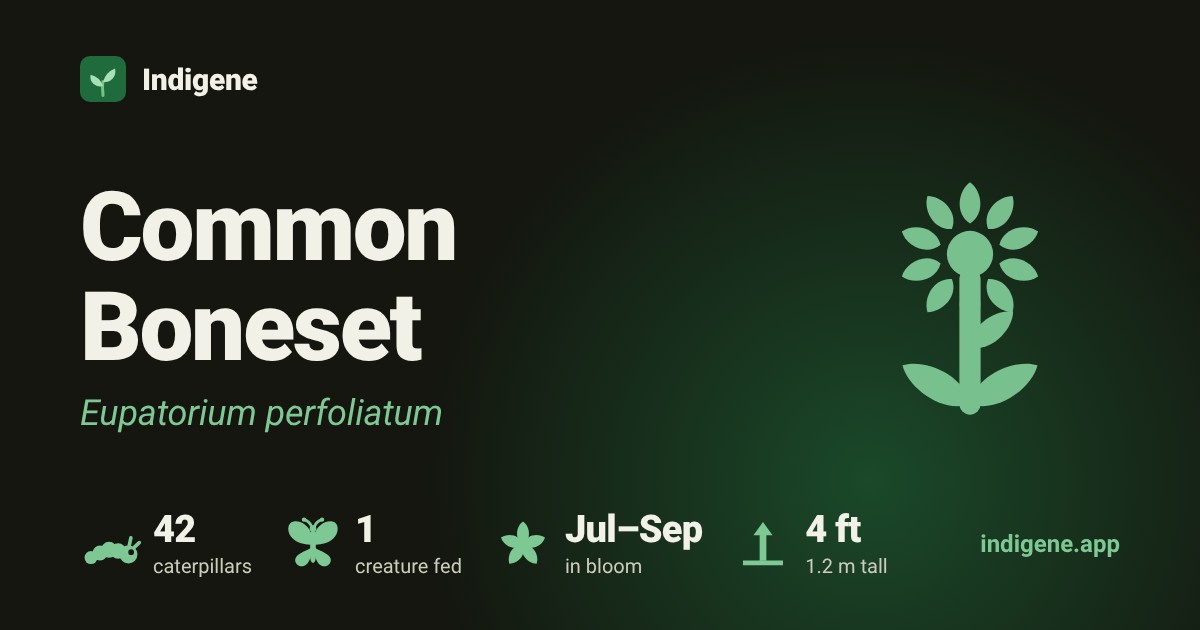 Indigene
Common
Boneset
Eupatorium perfoliatum
42
caterpillars
1
creature fed
Jul–Sep
in bloom
4 ft
1.2 m tall
indigene.app